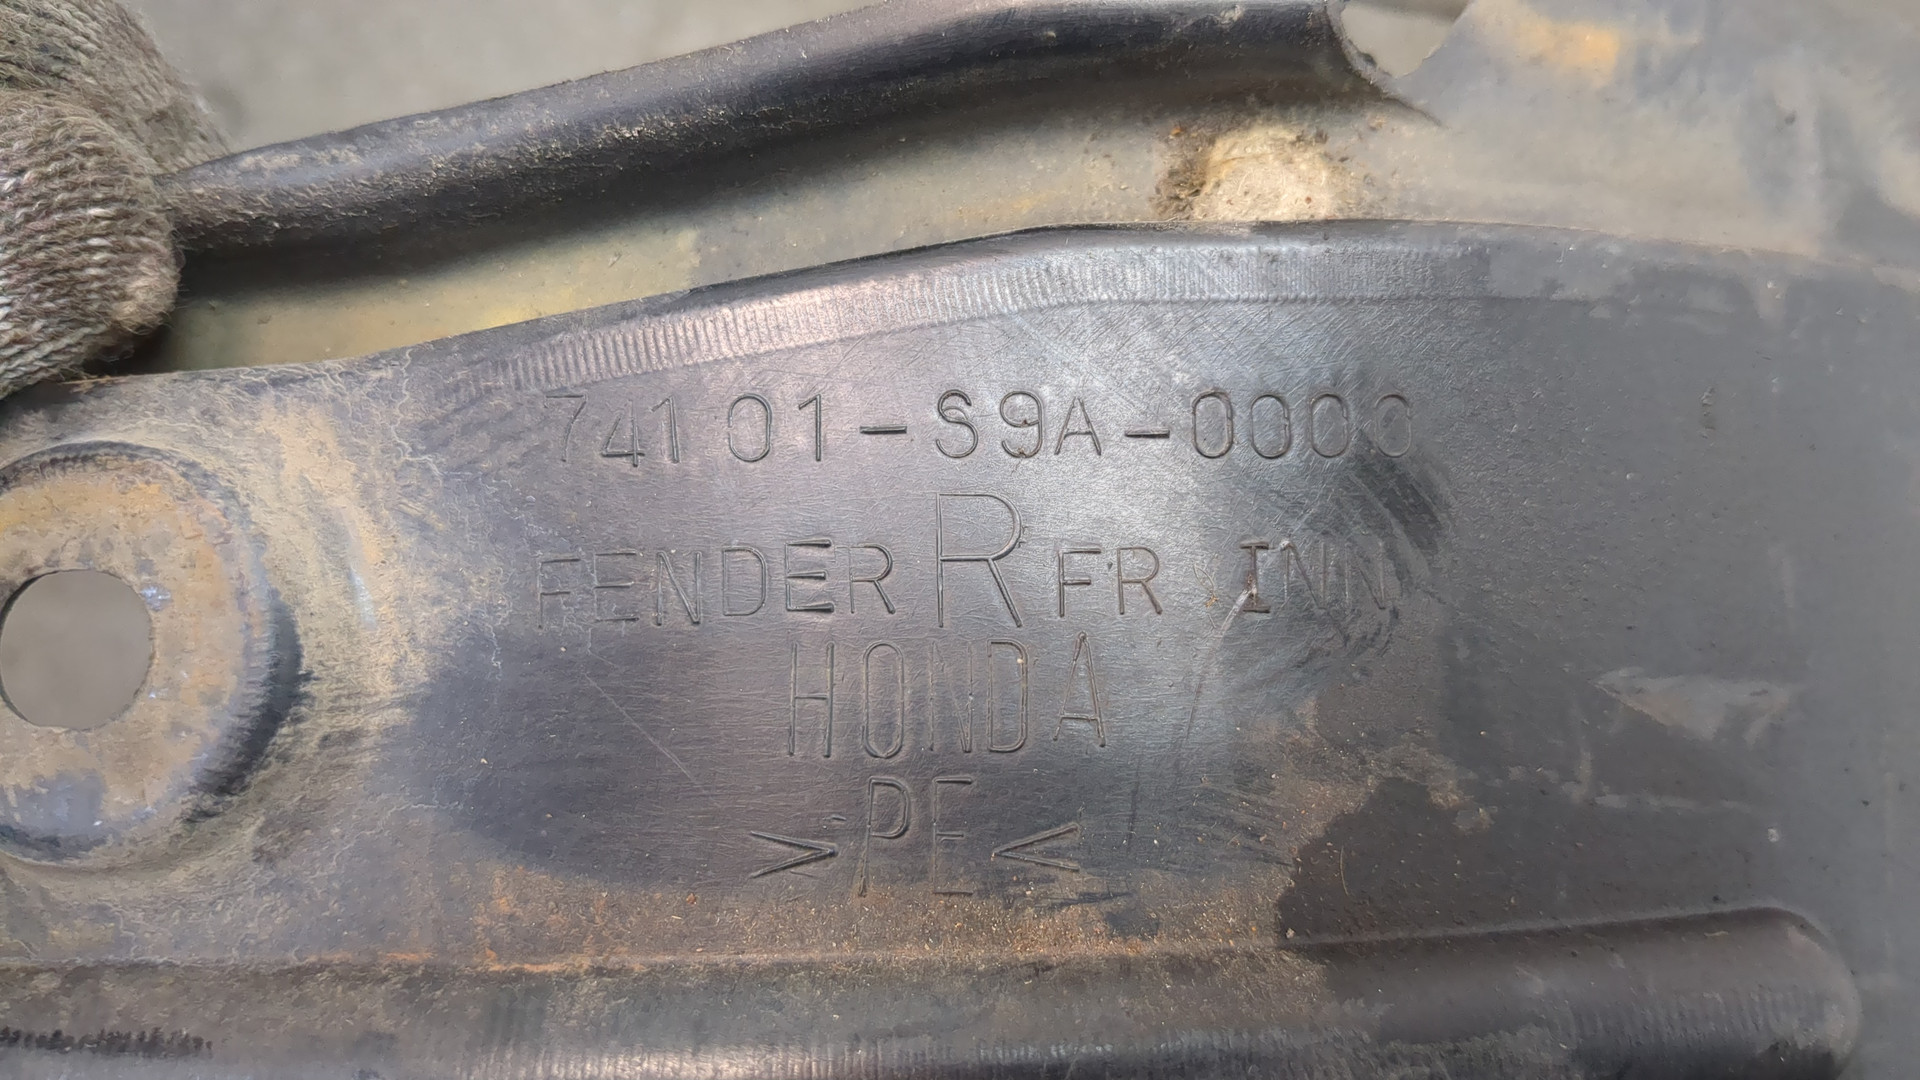 74101-S9A-0000
FENDER R FR INN
HONDA
>PE<